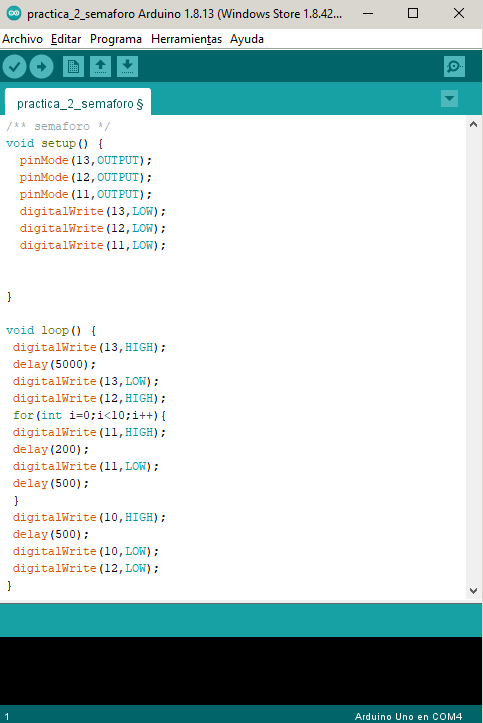 practica_2_semaforo Arduino 1.8.13 (Windows Store 1.8.42...
Archivo Editar Programa Herramientas Ayuda
practica_2_semaforo §
/** semaforo */
void setup() {
  pinMode(13,OUTPUT);
  pinMode(12,OUTPUT);
  pinMode(11,OUTPUT);
  digitalWrite(13,LOW);
  digitalWrite(12,LOW);
  digitalWrite(11,LOW);
}
void loop() {
 digitalWrite(13,HIGH);
 delay(5000);
 digitalWrite(13,LOW);
 digitalWrite(12,HIGH);
 for(int i=0;i<10;i++){
 digitalWrite(11,HIGH);
 delay(200);
 digitalWrite(11,LOW);
 delay(500);
 }
 digitalWrite(10,HIGH);
 delay(500);
 digitalWrite(10,LOW);
 digitalWrite(12,LOW);
}
1 Arduino Uno en COM4